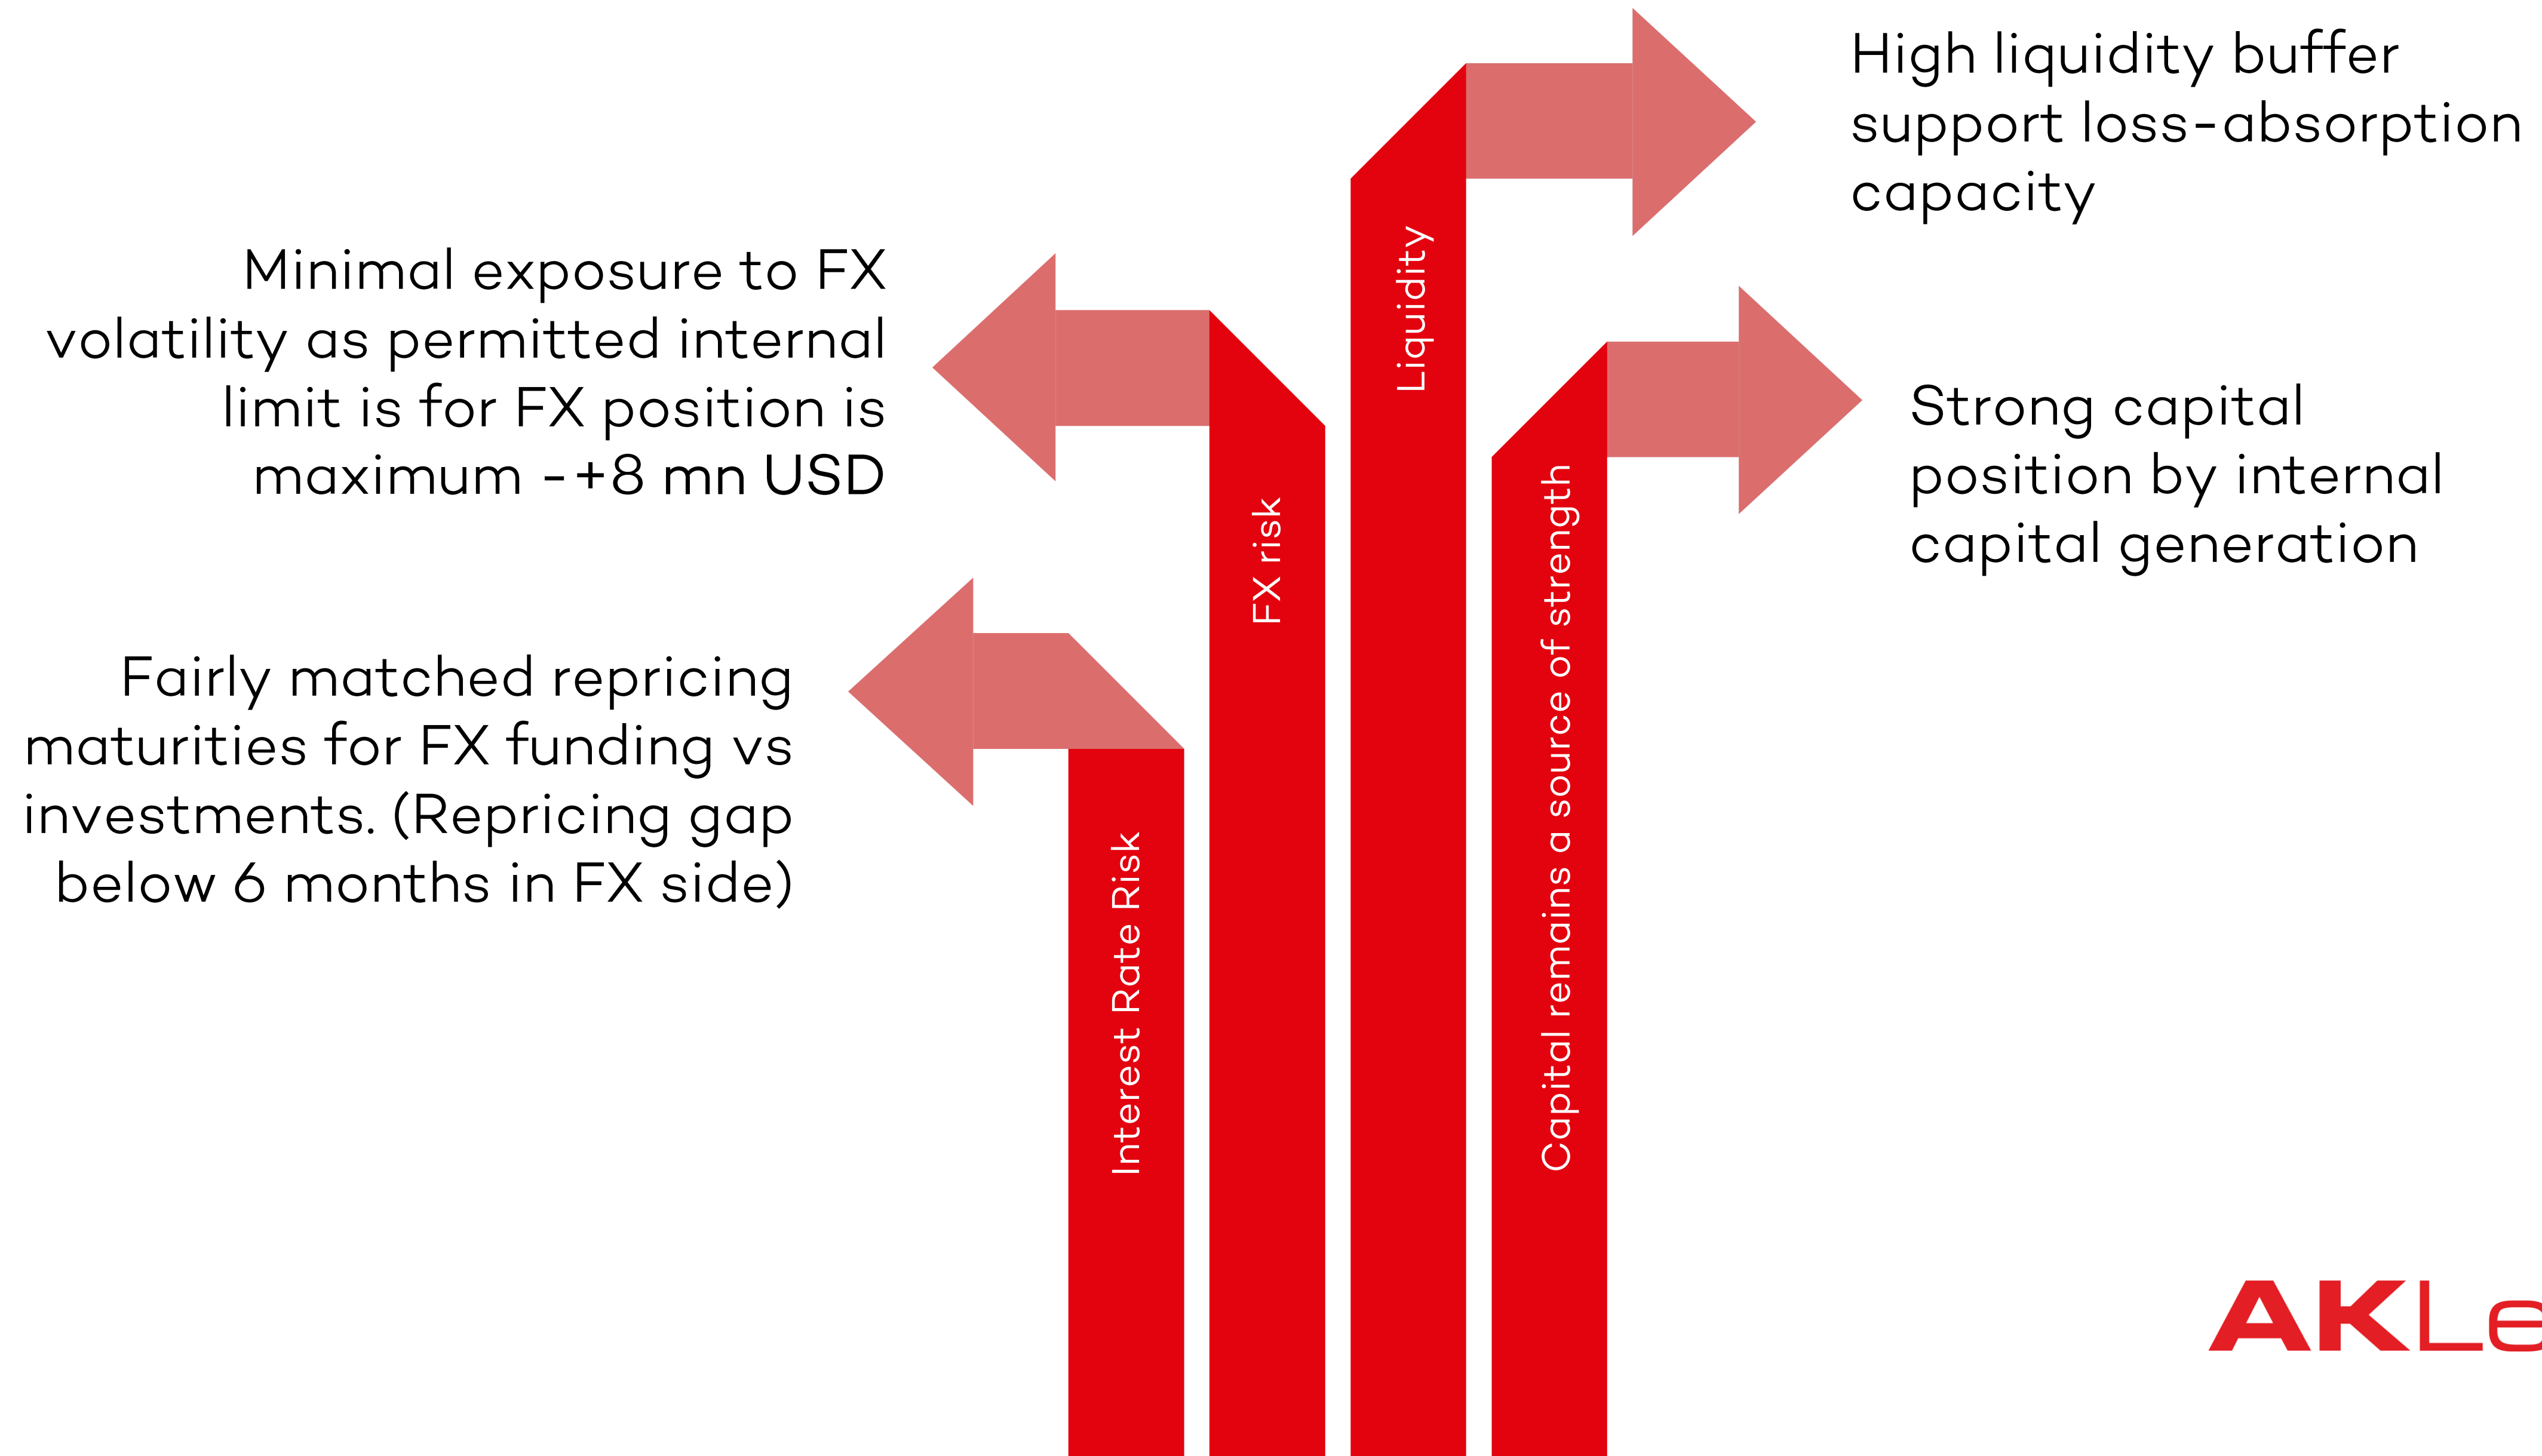 High liquidity buffer
support loss-absorption
capacity
Minimal exposure to FX
volatility as permitted internal
limit is for FX position is
maximum -+8 mn USD
Strong capital
position by internal
capital generation
Fairly matched repricing
maturities for FX funding vs
investments. (Repricing gap
below 6 months in FX side)
Interest Rate Risk
FX risk
Liquidity
Capital remains a source of strength
AKLe